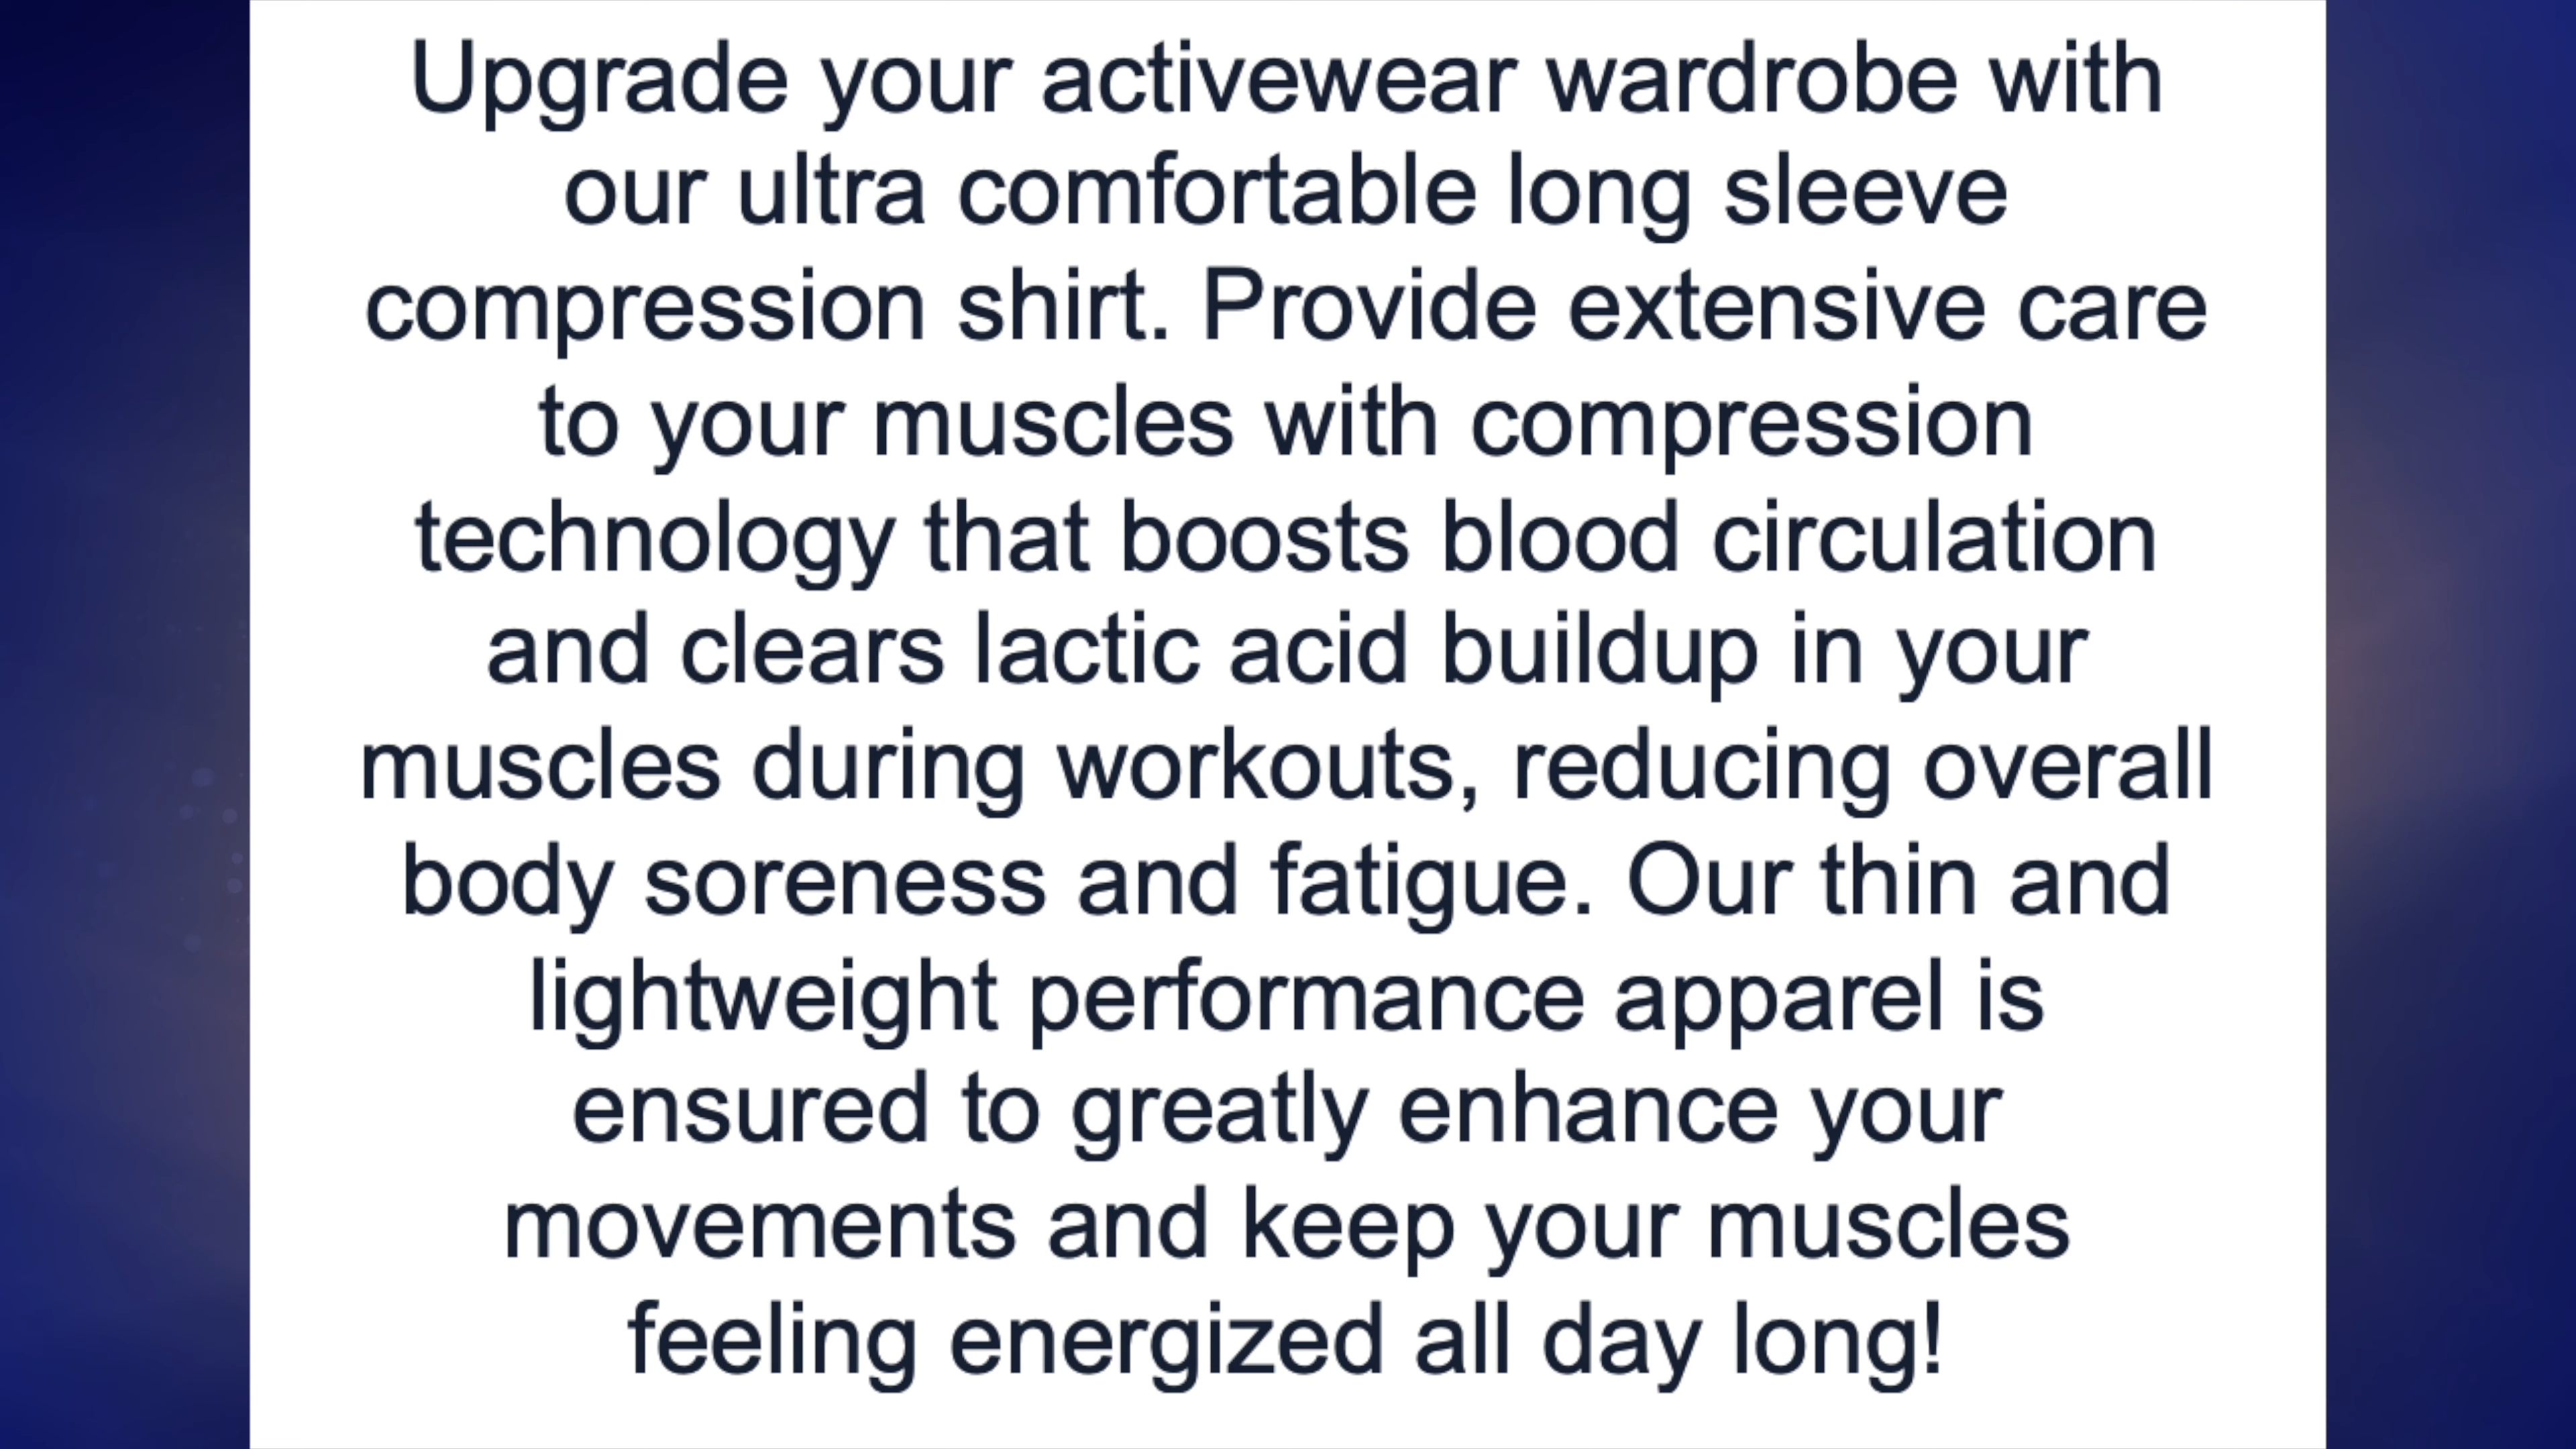 Upgrade your activewear wardrobe with
our ultra comfortable long sleeve
compression shirt. Provide extensive care
to your muscles with compression
technology that boosts blood circulation
and clears lactic acid buildup in your
muscles during workouts, reducing overall
body soreness and fatigue. Our thin and
lightweight performance apparel is
ensured to greatly enhance your
movements and keep your muscles
feeling energized all day long!